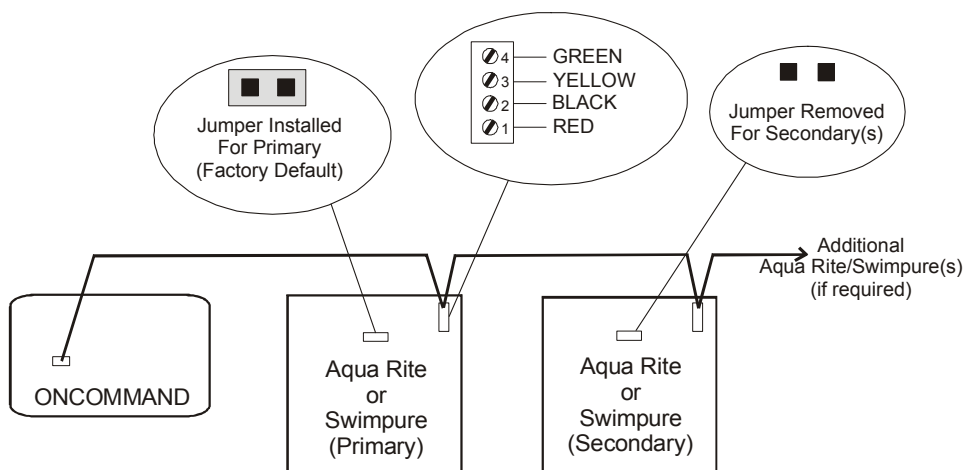 Jumper Installed
For Primary
(Factory Default)
4 GREEN
3 YELLOW
2 BLACK
1 RED
Jumper Removed
For Secondary(s)
Additional
Aqua Rite/Swimpure(s)
(if required)
ONCOMMAND
Aqua Rite
or
Swimpure
(Primary)
Aqua Rite
or
Swimpure
(Secondary)